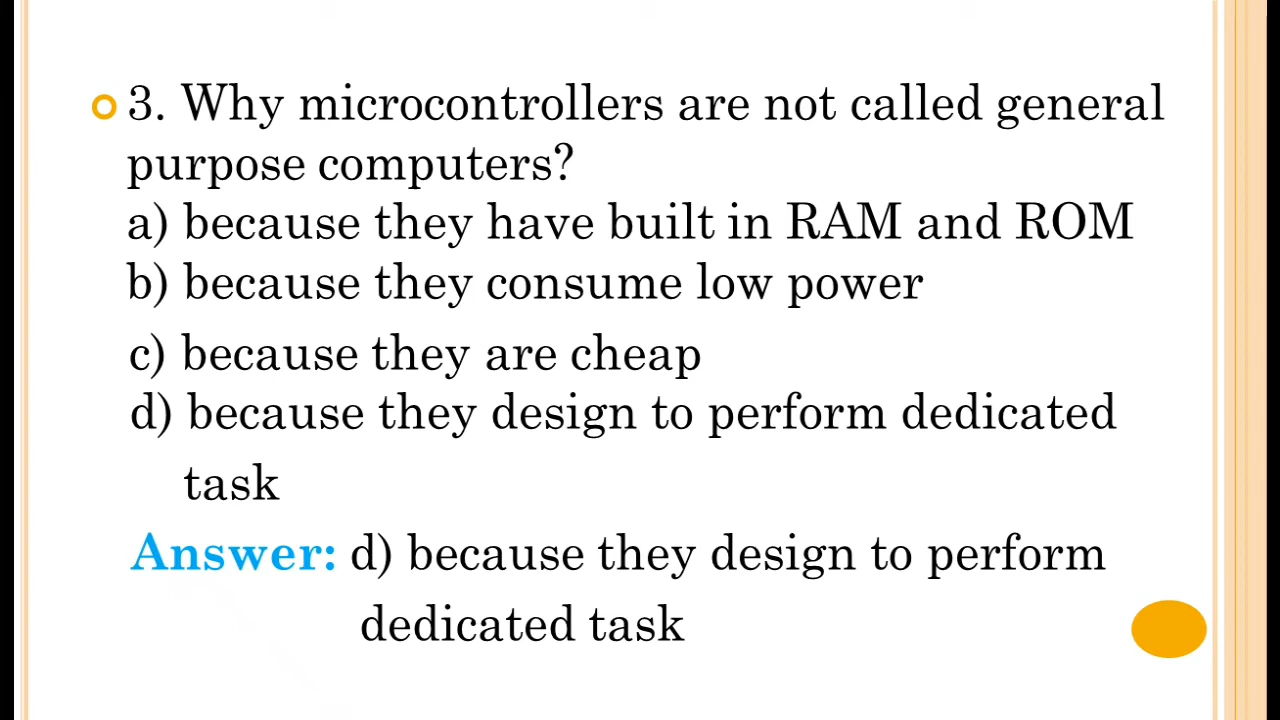 3. Why microcontrollers are not called general
purpose computers?
a) because they have built in RAM and ROM
b) because they consume low power
c) because they are cheap
d) because they design to perform dedicated
task
Answer: d) because they design to perform
dedicated task